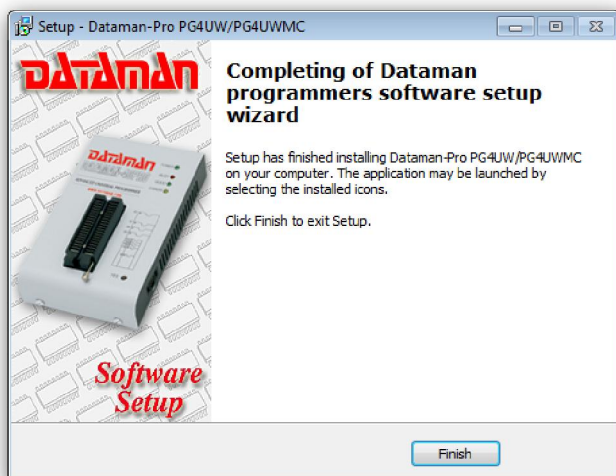 Setup - Dataman-Pro PG4UW/PG4UWMC
DATAMAN
Completing of Dataman
programmers software setup
wizard
Setup has finished installing Dataman-Pro PG4UW/PG4UWMC
on your computer. The application may be launched by
selecting the installed icons.
Click Finish to exit Setup.
DATAMAN
Software
Setup
Finish